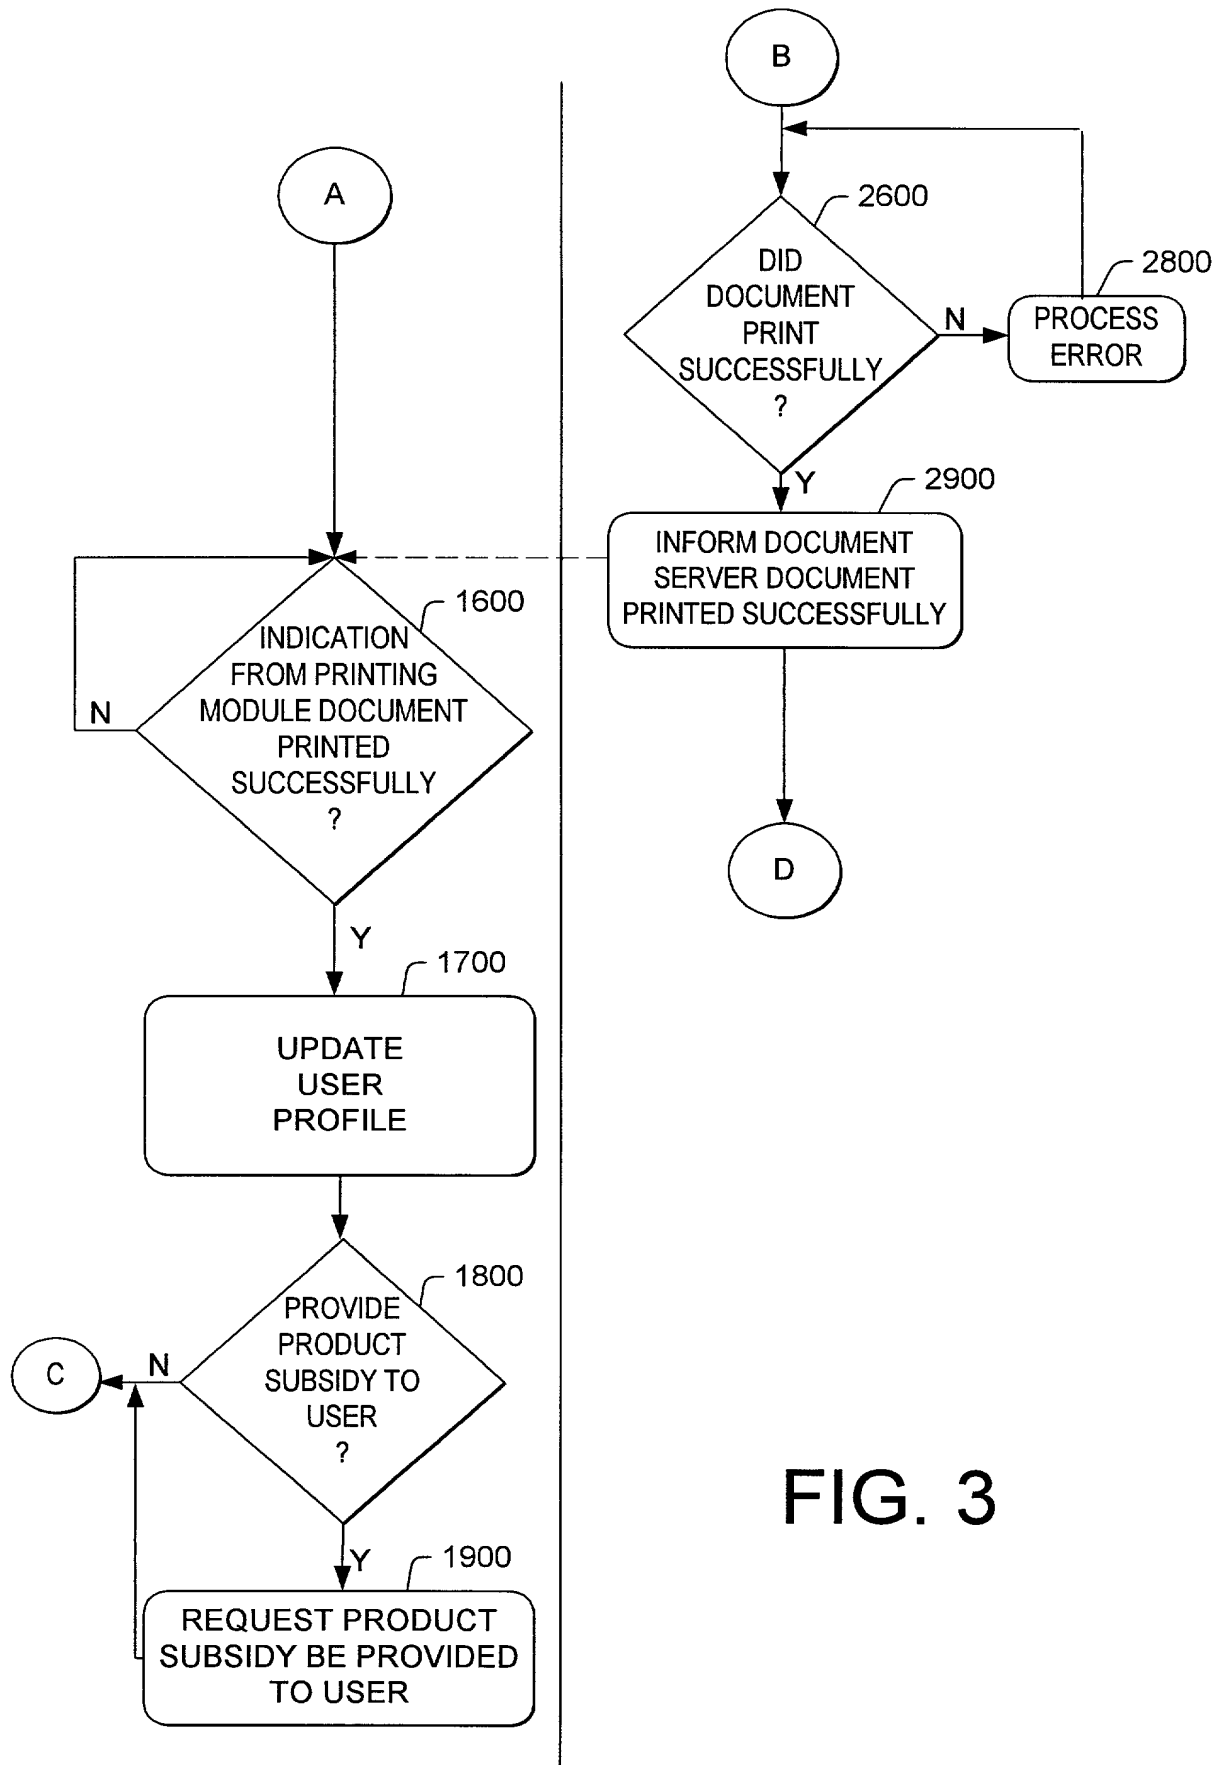 B
A
2600
DID
DOCUMENT
PRINT
SUCCESSFULLY
?
N
2800
PROCESS
ERROR
Y
2900
INFORM DOCUMENT
SERVER DOCUMENT
PRINTED SUCCESSFULLY
D
1600
INDICATION
FROM PRINTING
MODULE DOCUMENT
PRINTED
SUCCESSFULLY
?
N
Y
1700
UPDATE
USER
PROFILE
1800
PROVIDE
PRODUCT
SUBSIDY TO
USER
?
N
C
Y
1900
REQUEST PRODUCT
SUBSIDY BE PROVIDED
TO USER
FIG. 3